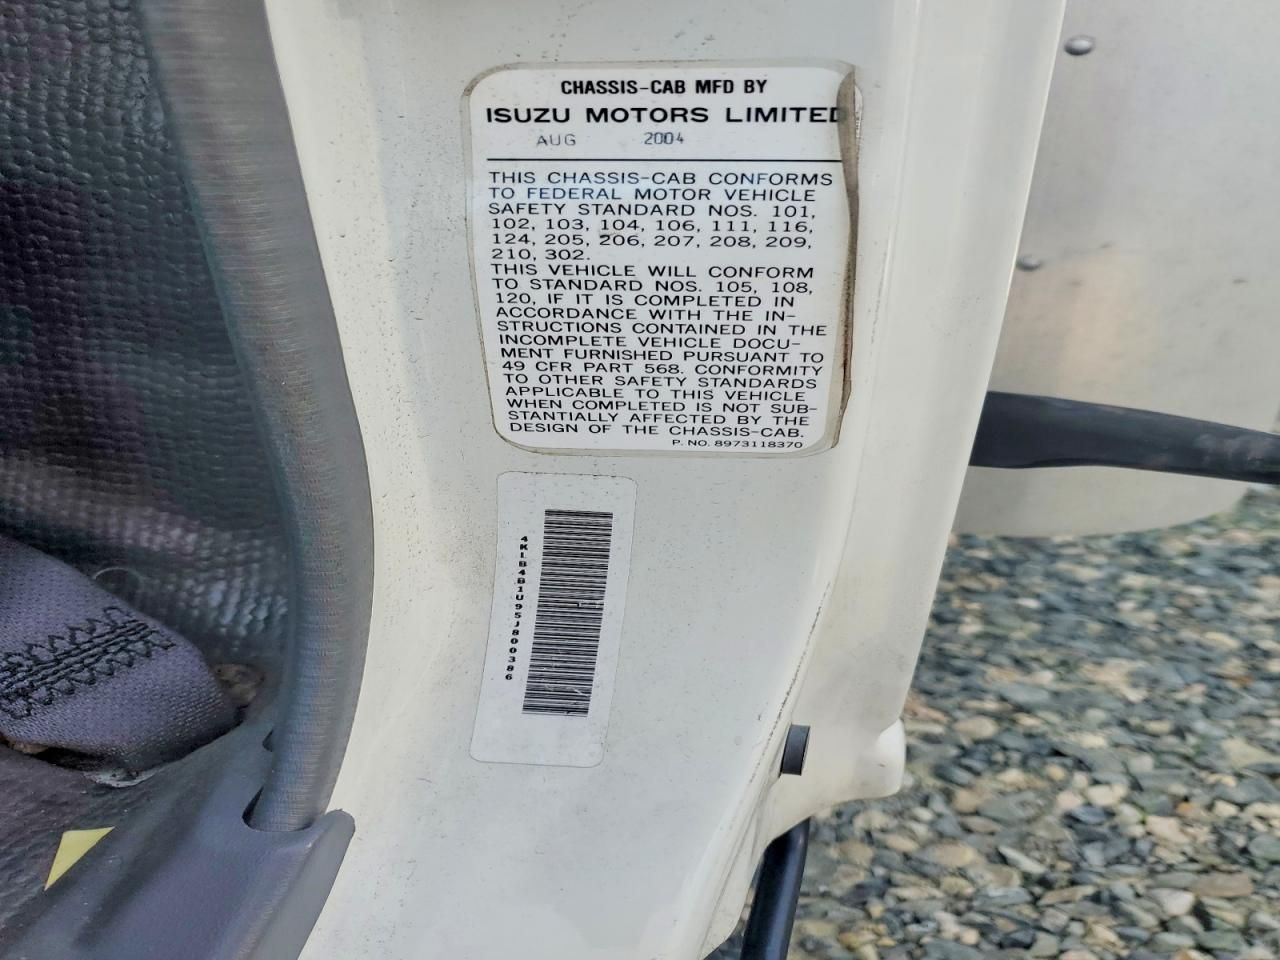 CHASSIS-CAB MFD BY
ISUZU MOTORS LIMITED
AUG 2004
THIS CHASSIS-CAB CONFORMS
TO FEDERAL MOTOR VEHICLE
SAFETY STANDARD NOS. 101,
102, 103, 104, 106, 111, 116,
124, 205, 206, 207, 208, 209,
210, 302.
THIS VEHICLE WILL CONFORM
TO STANDARD NOS. 105, 108,
120, IF IT IS COMPLETED IN
ACCORDANCE WITH THE IN-
STRUCTIONS CONTAINED IN THE
INCOMPLETE VEHICLE DOCU-
MENT FURNISHED PURSUANT TO
49 CFR PART 568. CONFORMITY
TO OTHER SAFETY STANDARDS
APPLICABLE TO THIS VEHICLE
WHEN COMPLETED IS NOT SUB-
STANTIALLY AFFECTED BY THE
DESIGN OF THE CHASSIS-CAB.
P. NO. 8973118370
4KLB4B1U95J800386